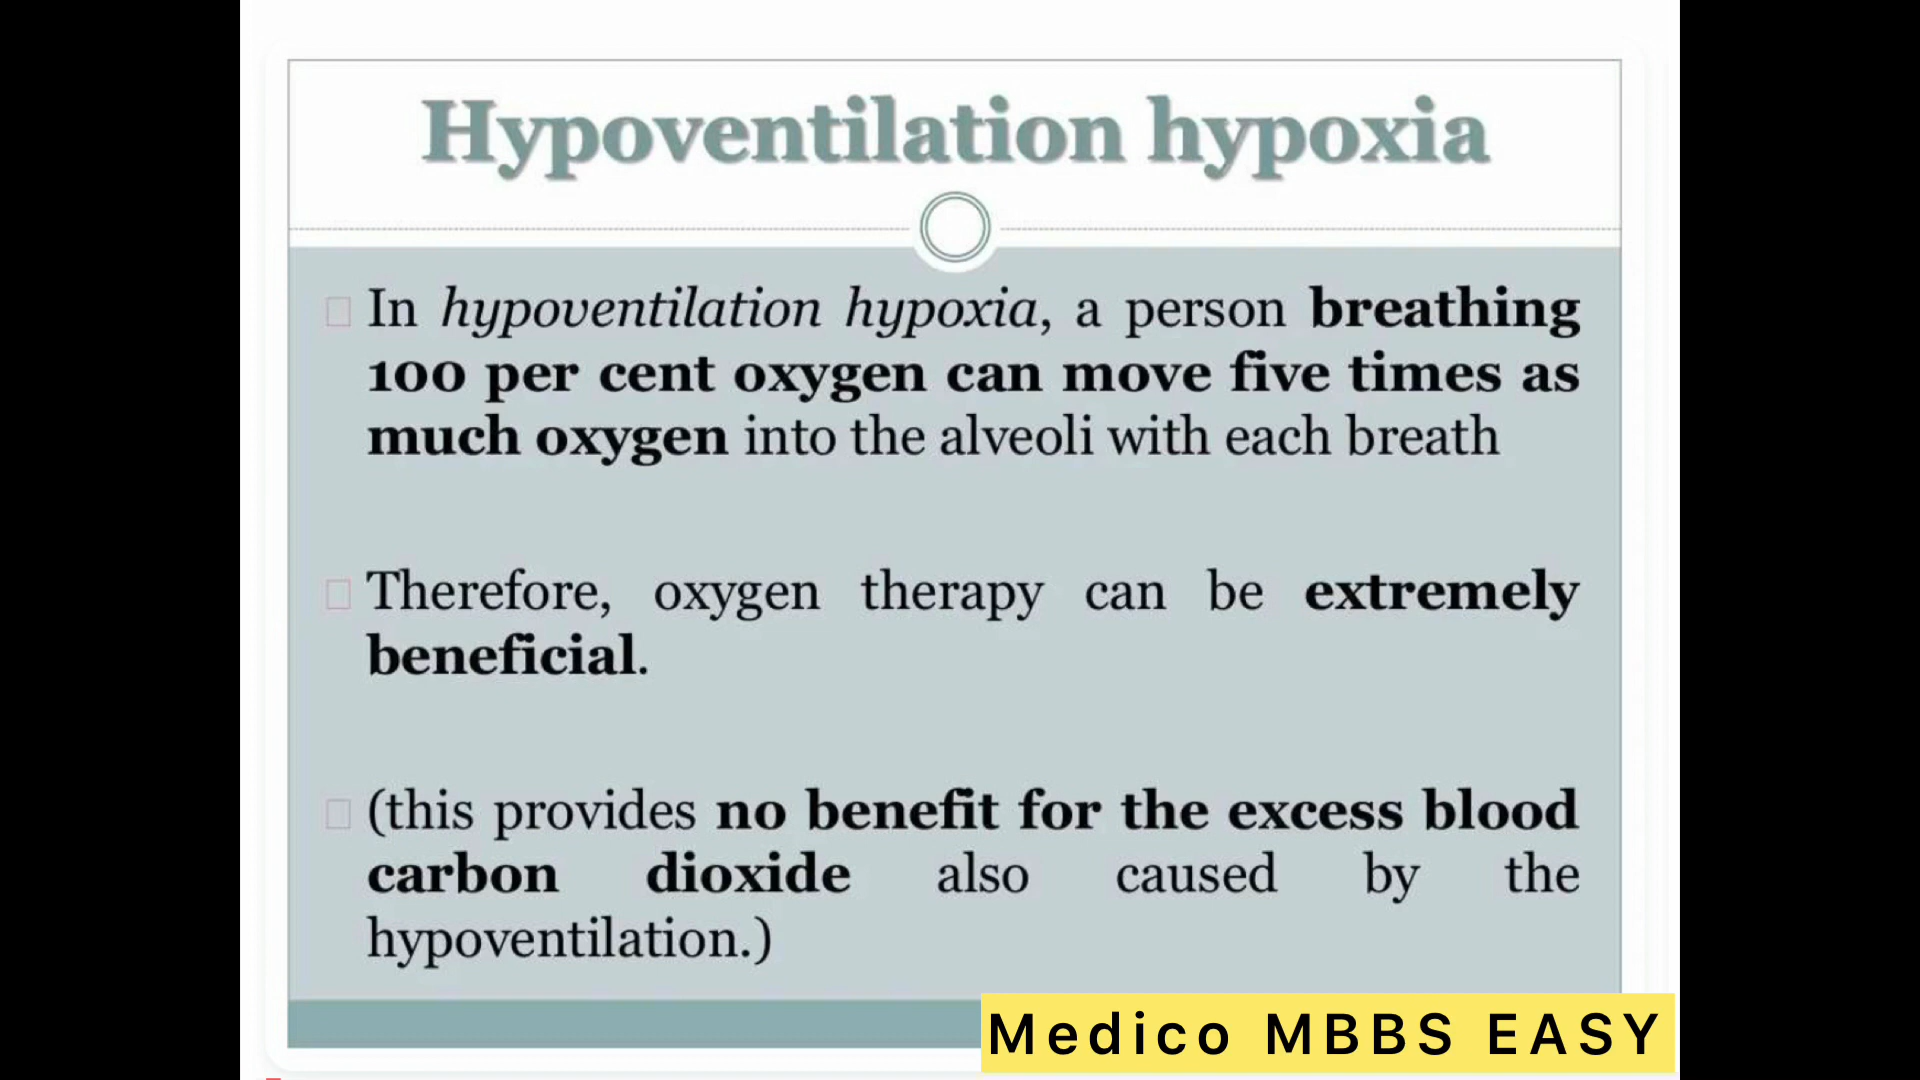 Hypoventilation hypoxia
In hypoventilation hypoxia, a person breathing
100 per cent oxygen can move five times as
much oxygen into the alveoli with each breath
Therefore, oxygen therapy can be extremely
beneficial.
(this provides no benefit for the excess blood
carbon dioxide also caused by the
hypoventilation.)
Medico MBBS EASY